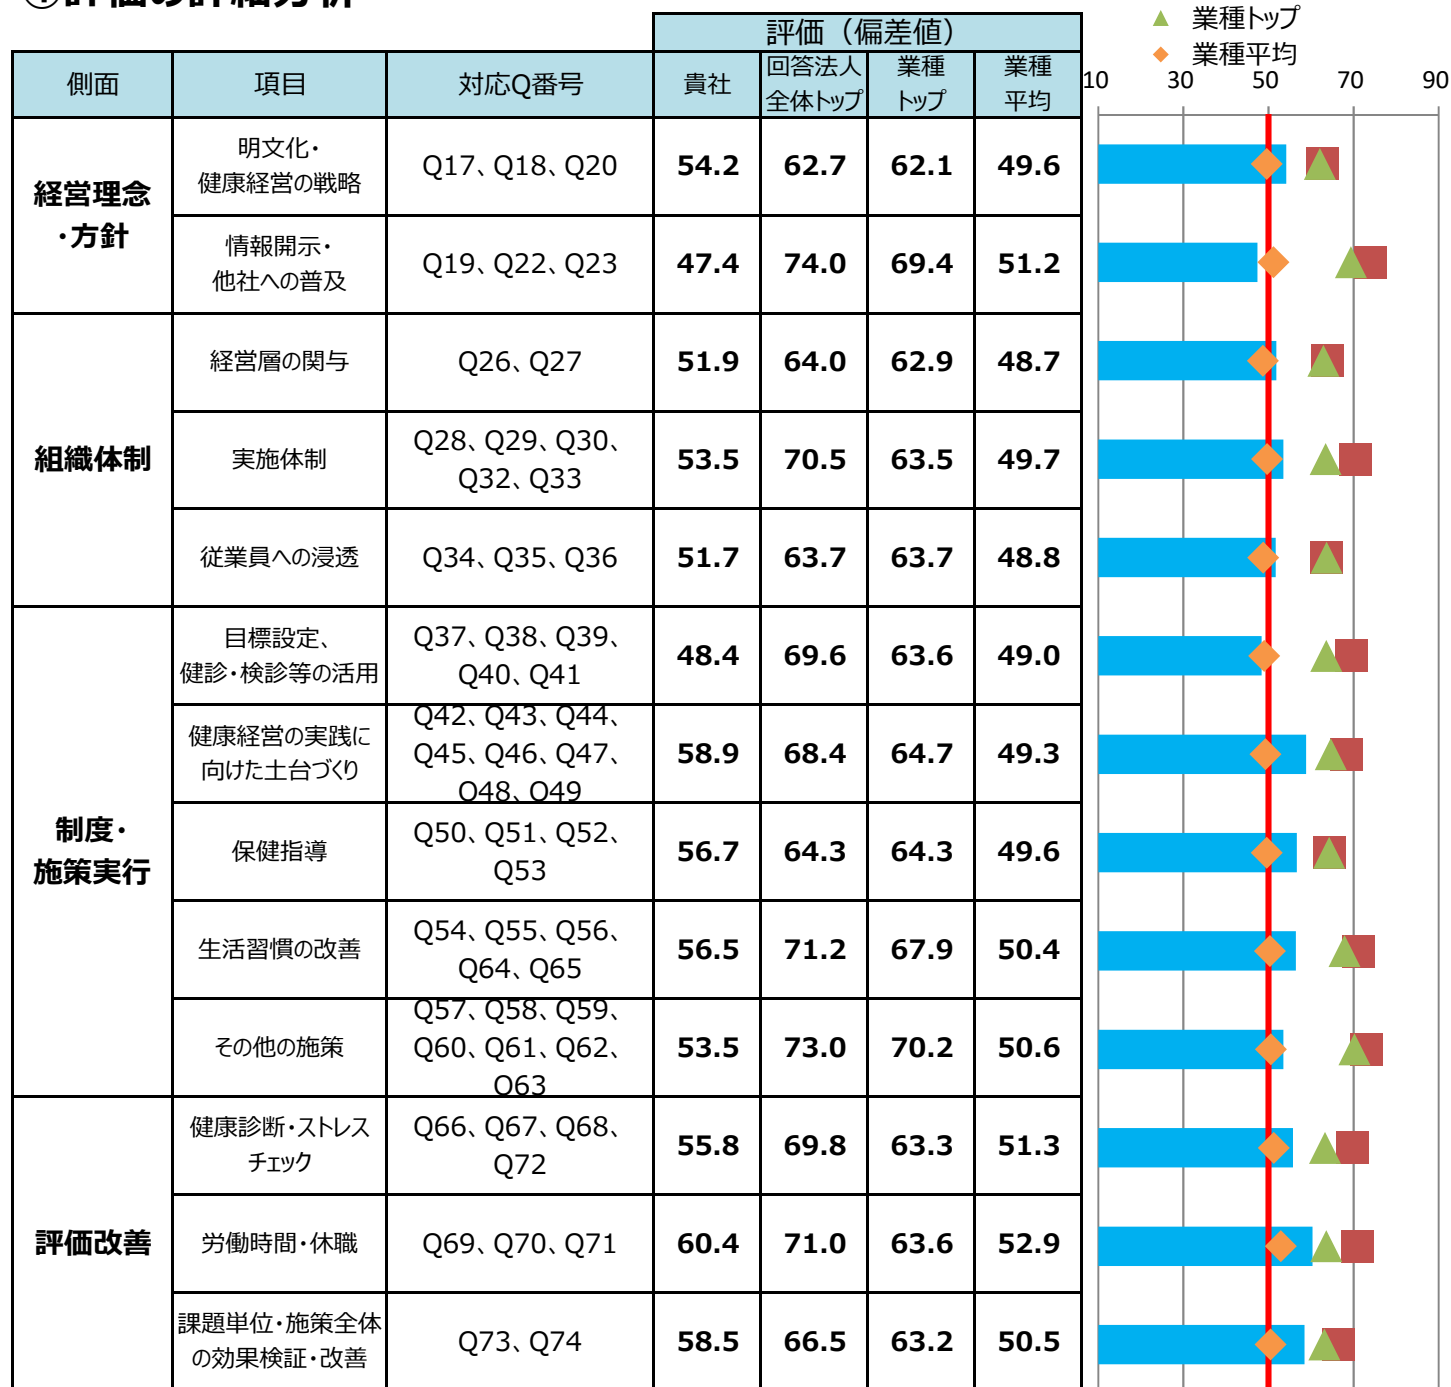 ①評価の詳細分析
業種トップ
業種平均
評価（偏差値）
側面 項目 対応Q番号 貴社 回答法人 業種 業種
全体トップ トップ 平均
10 30 50 70 90
経営理念
・方針
明文化・
健康経営の戦略
Q17、Q18、Q20 54.2 62.7 62.1 49.6
情報開示・
他社への普及
Q19、Q22、Q23 47.4 74.0 69.4 51.2
組織体制
経営層の関与 Q26、Q27 51.9 64.0 62.9 48.7
実施体制
Q28、Q29、Q30、
Q32、Q33
53.5 70.5 63.5 49.7
従業員への浸透 Q34、Q35、Q36 51.7 63.7 63.7 48.8
制度・
施策実行
目標設定、
健診・検診等の活用
Q37、Q38、Q39、
Q40、Q41
48.4 69.6 63.6 49.0
健康経営の実践に
向けた土台づくり
Q42、Q43、Q44、
Q45、Q46、Q47、
Q48、Q49
58.9 68.4 64.7 49.3
保健指導
Q50、Q51、Q52、
Q53
56.7 64.3 64.3 49.6
生活習慣の改善
Q54、Q55、Q56、
Q64、Q65
56.5 71.2 67.9 50.4
その他の施策
Q57、Q58、Q59、
Q60、Q61、Q62、
Q63
53.5 73.0 70.2 50.6
評価改善
健康診断・ストレス
チェック
Q66、Q67、Q68、
Q72
55.8 69.8 63.3 51.3
労働時間・休職 Q69、Q70、Q71 60.4 71.0 63.6 52.9
課題単位・施策全体
の効果検証・改善
Q73、Q74 58.5 66.5 63.2 50.5